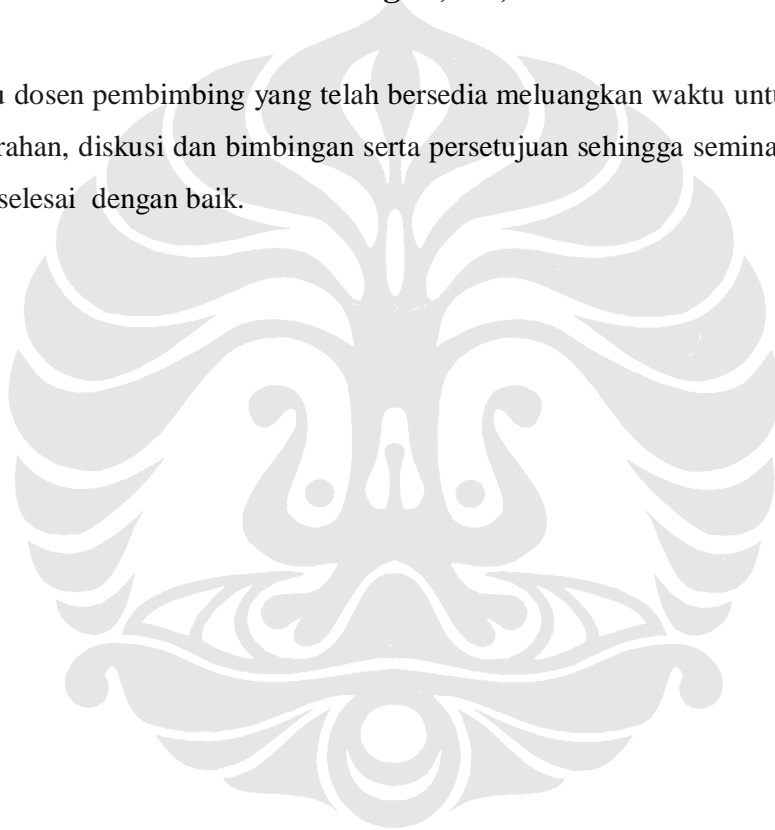 u dosen pembimbing yang telah bersedia meluangkan waktu untu
rahan, diskusi dan bimbingan serta persetujuan sehingga semina
selesai dengan baik.